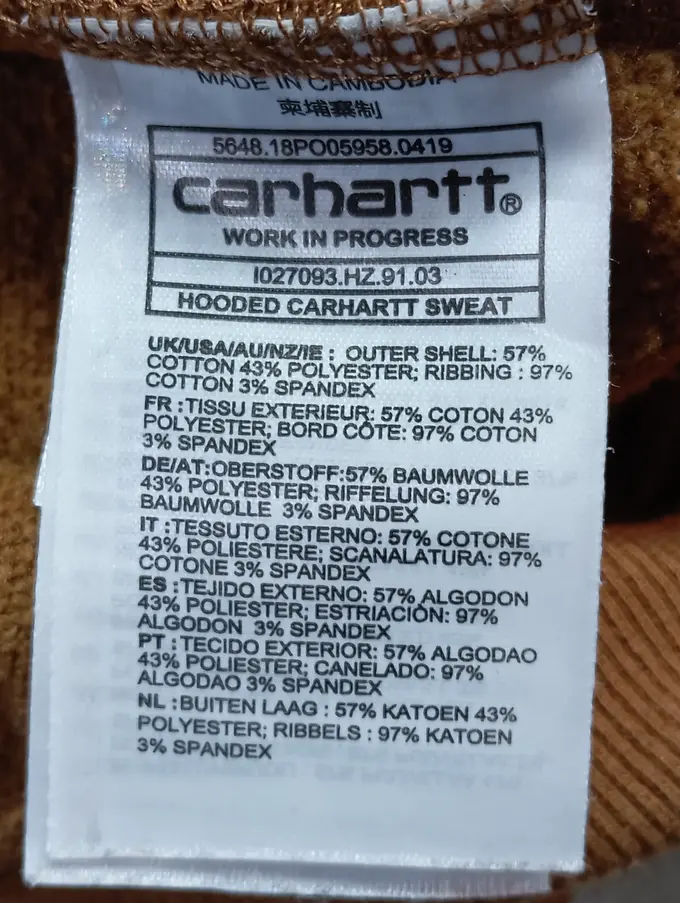 MADE IN CAMBODIA
柬埔寨制
5648.18PO05958.0419
carhartt®
WORK IN PROGRESS
I027093.HZ.91.03
HOODED CARHARTT SWEAT
UK/USA/AU/NZ/IE : OUTER SHELL: 57%
COTTON 43% POLYESTER; RIBBING : 97%
COTTON 3% SPANDEX
FR :TISSU EXTERIEUR: 57% COTON 43%
POLYESTER; BORD CÔTE: 97% COTON
3% SPANDEX
DE/AT:OBERSTOFF:57% BAUMWOLLE
43% POLYESTER; RIFFELUNG: 97%
BAUMWOLLE 3% SPANDEX
IT :TESSUTO ESTERNO: 57% COTONE
43% POLIESTERE; SCANALATURA: 97%
COTONE 3% SPANDEX
ES :TEJIDO EXTERNO: 57% ALGODON
43% POLIESTER; ESTRIACIÒN: 97%
ALGODON 3% SPANDEX
PT : TECIDO EXTERIOR: 57% ALGODAO
43% POLIESTER; CANELADO: 97%
ALGODAO 3% SPANDEX
NL :BUITEN LAAG : 57% KATOEN 43%
POLYESTER; RIBBELS : 97% KATOEN
3% SPANDEX